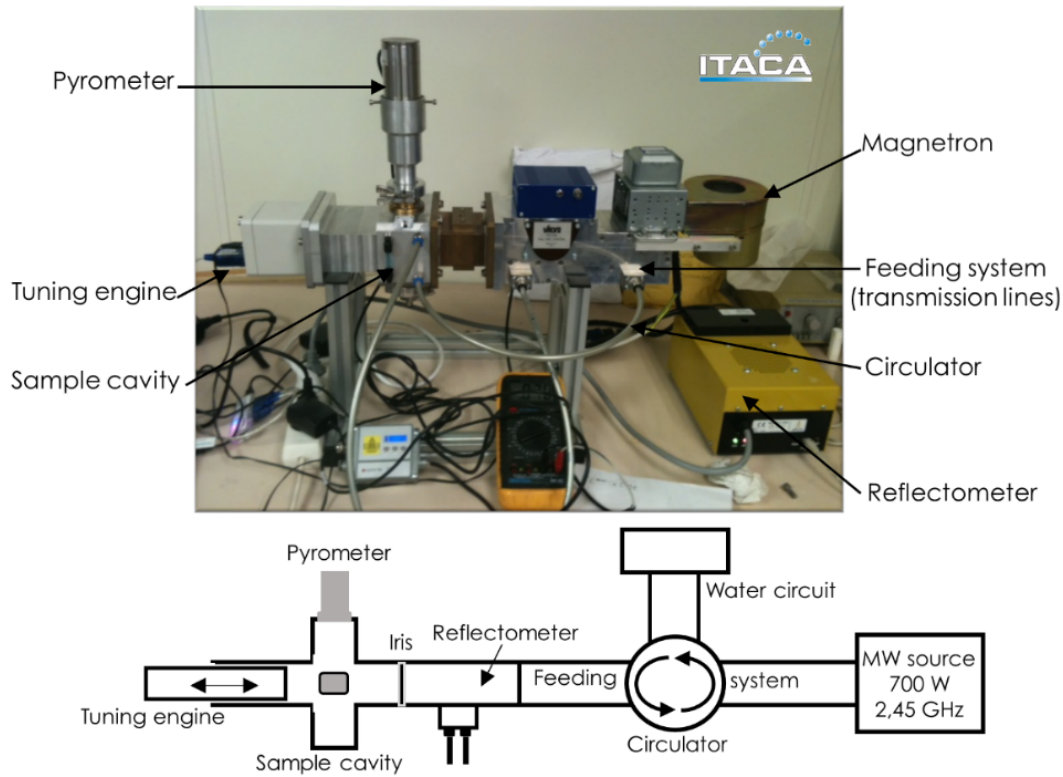 ITACA
Pyrometer
Magnetron
Tuning engine
Feeding system
(transmission lines)
Sample cavity
Circulator
Reflectometer
Pyrometer
Water circuit
Iris
Reflectometer
MW source
700 W
2,45 GHz
Feeding
system
Tuning engine
Circulator
Sample cavity